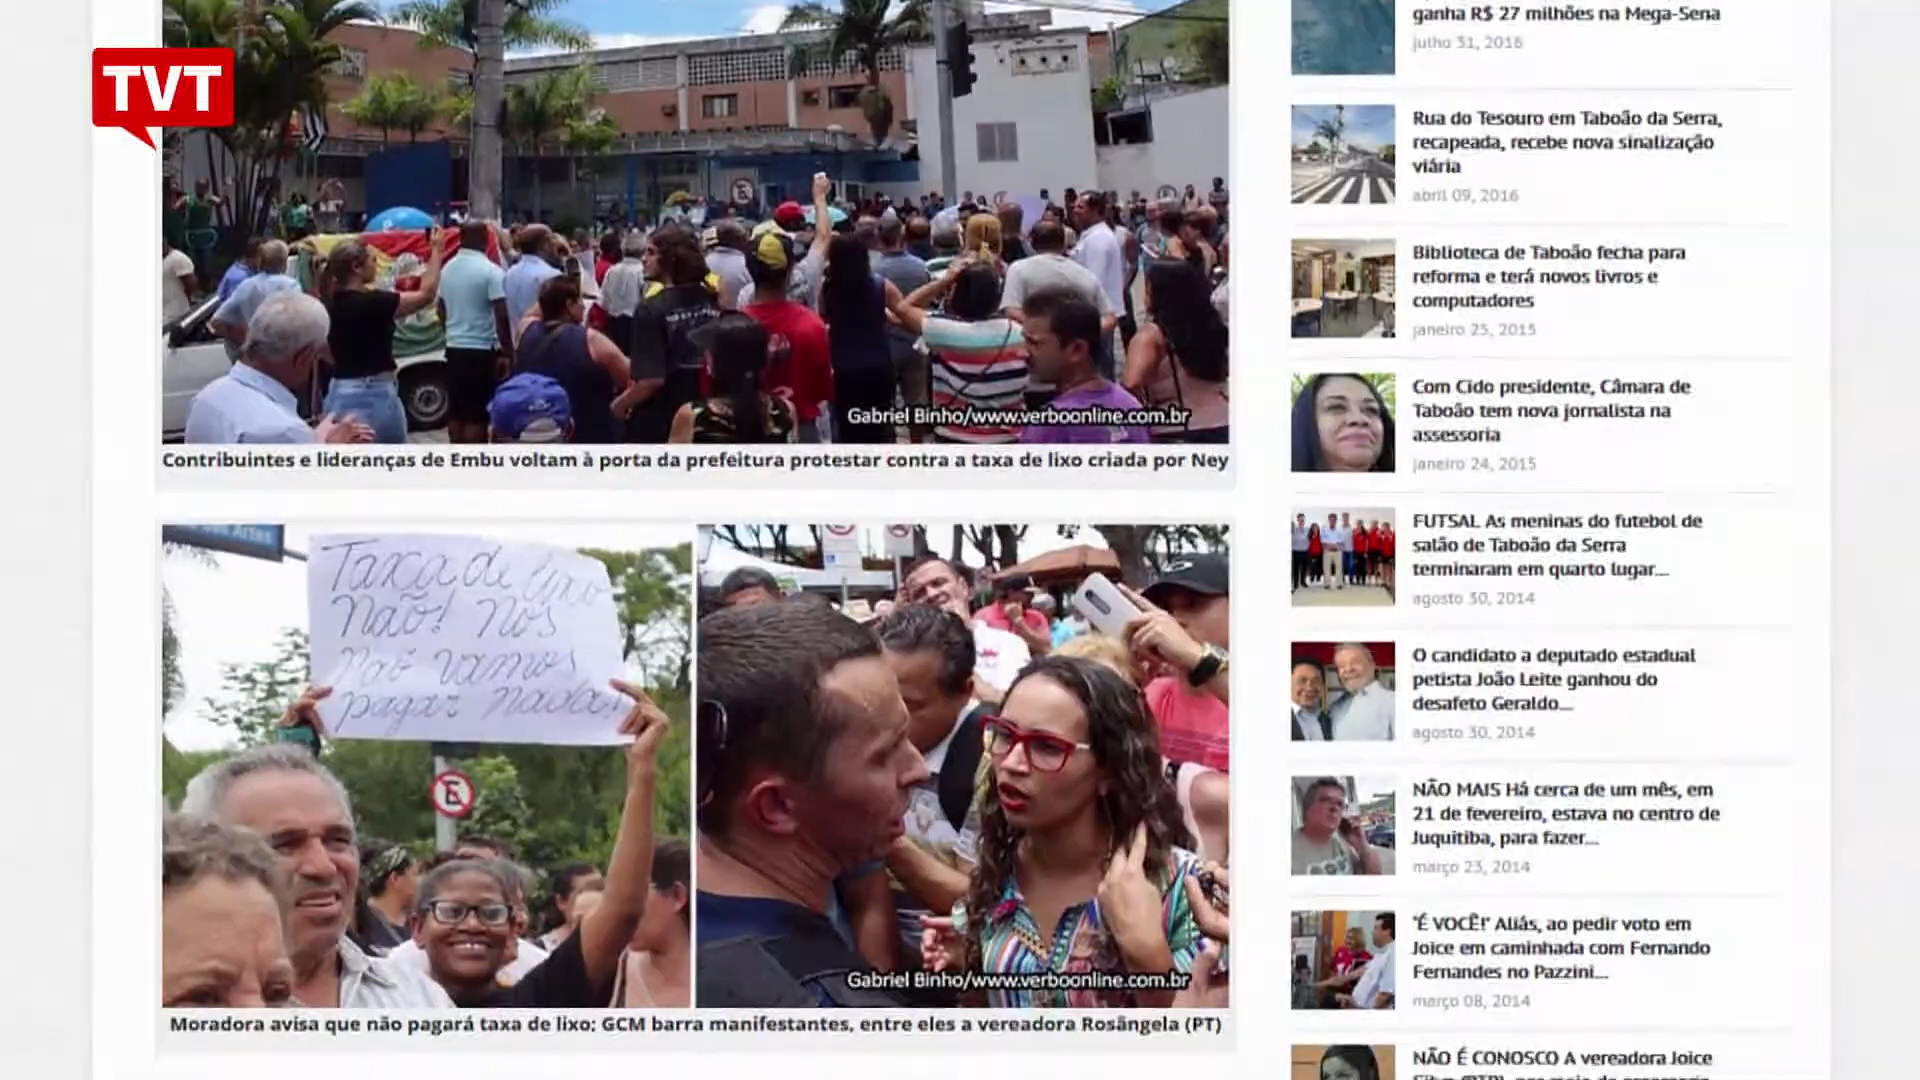 TVT
Gabriel Binho/www.verboonline.com.br
Contribuintes e lideranças de Embu voltam à porta da prefeitura protestar contra a taxa de lixo criada por Ney
Taxa de lixo
Não! Nós
Não vamos
pagar nada!
E
Gabriel Binho/www.verboonline.com.br
Moradora avisa que não pagará taxa de lixo; GCM barra manifestantes, entre eles a vereadora Rosângela (PT)
ganha R$ 27 milhões na Mega-Sena
julho 31, 2016
Rua do Tesouro em Taboão da Serra,
recapeada, recebe nova sinalização
viária
abril 09, 2016
Biblioteca de Taboão fecha para
reforma e terá novos livros e
computadores
janeiro 25, 2015
Com Cido presidente, Câmara de
Taboão tem nova jornalista na
assessoria
janeiro 24, 2015
FUTSAL As meninas do futebol de
salão de Taboão da Serra
terminaram em quarto lugar...
agosto 30, 2014
O candidato a deputado estadual
petista João Leite ganhou do
desafeto Geraldo...
agosto 30, 2014
NÃO MAIS Há cerca de um mês, em
21 de fevereiro, estava no centro de
Juquitiba, para fazer...
março 23, 2014
'É VOCÊ!' Aliás, ao pedir voto em
Joice em caminhada com Fernando
Fernandes no Pazzini...
março 08, 2014
NÃO É CONOSCO A vereadora Joice